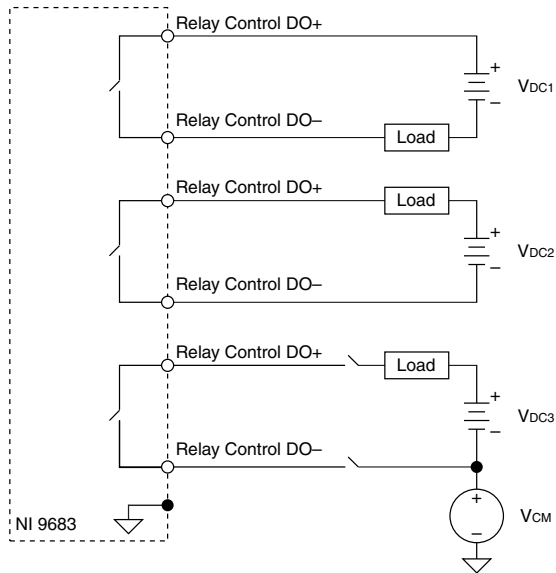 Relay Control DO+
+
VDC1
–
Relay Control DO–
Load
Relay Control DO+
Load
+
VDC2
–
Relay Control DO–
Relay Control DO+
Load
+
VDC3
–
Relay Control DO–
+
VCM
–
NI 9683